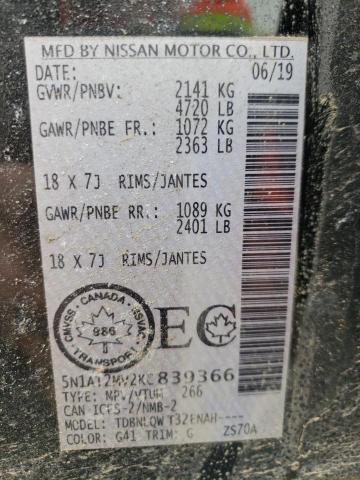 MFD BY NISSAN MOTOR CO., LTD.
DATE: 06/19
GVWR/PNBV: 2141 KG
4720 LB
GAWR/PNBE FR.: 1072 KG
2363 LB
18 X 7J RIMS/JANTES
GAWR/PNBE RR.: 1089 KG
2401 LB
18 X 7J RIMS/JANTES
CANADA
CMVSS NSVAC
986
TRANSPORT
EC
5N1AT2MV2KC839366
TYPE: MPV/VTUM 266
CAN ICES-2/NMB-2
MODEL: TDBNLQWT32ENAH----
COLOR: G41 TRIM: G ZS70A